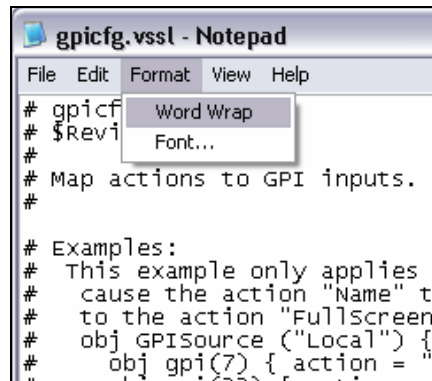 gpicfg.vssl - Notepad
File Edit Format View Help
Word Wrap
Font...
# gpicf
# $Revi
#
# Map actions to GPI inputs.
#
# Examples:
# This example only applies
# cause the action "Name" t
# to the action "FullScreen
# obj GPISource ("Local") {
# obj gpi(7) { action = "